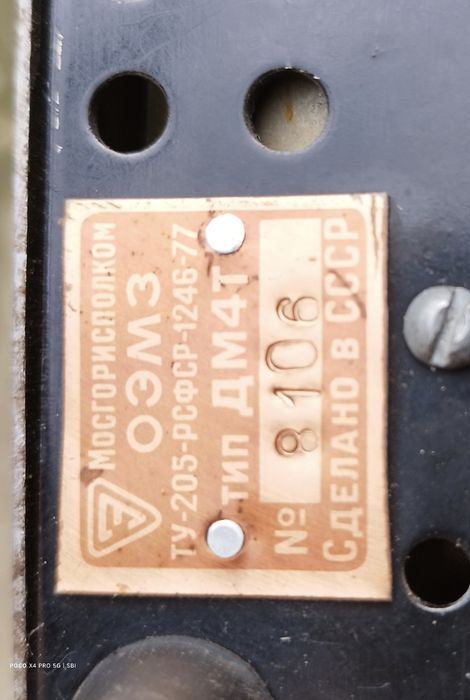 Мосгорисполком
ОЭМЗ
ТУ-205-РСФСР-1246-77
тип ДМ4Т
№ 8106
Сделано в СССР
POCO X4 PRO 5G | SBI